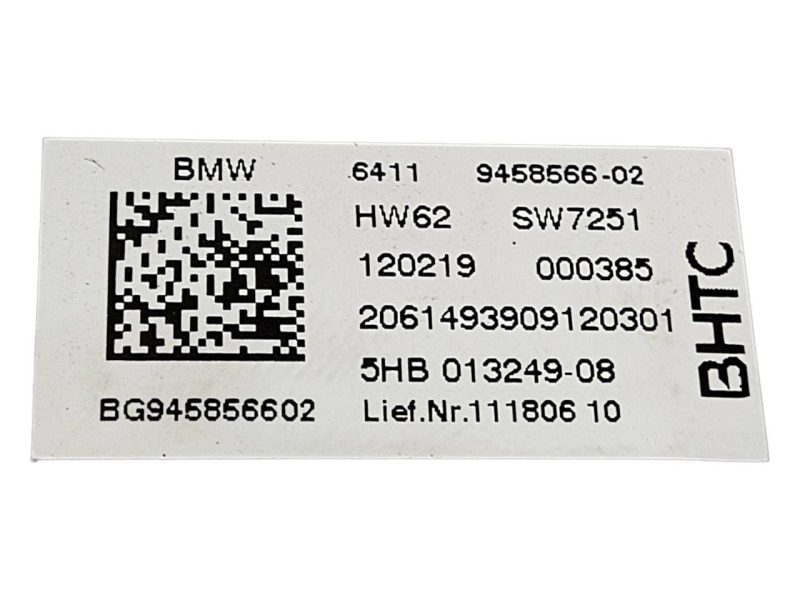 BMW 6411 9458566-02
HW62 SW7251
120219 000385
2061493909120301
5HB 013249-08
BG945856602 Lief.Nr.111806 10
BHTC